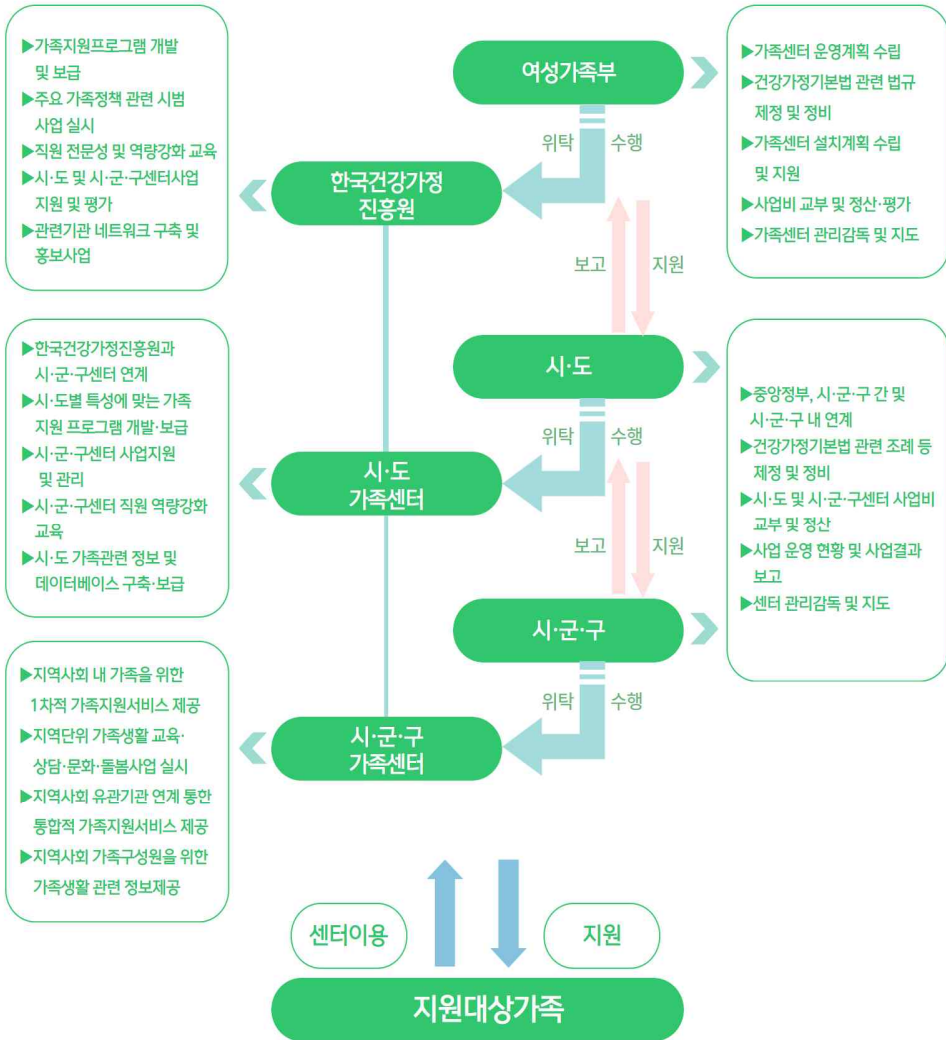 ▶가족지원프로그램 개발
및 보급
▶주요 가족정책 관련 시범
사업 실시
▶직원 전문성 및 역량강화 교육
▶시·도 및 시·군·구센터사업
지원 및 평가
▶관련기관 네트워크 구축 및
홍보사업
여성가족부
위탁 수행
한국건강가정
진흥원
▶가족센터 운영계획 수립
▶건강가정기본법 관련 법규
제정 및 정비
▶가족센터 설치계획 수립
및 지원
▶사업비 교부 및 정산·평가
▶가족센터 관리감독 및 지도
보고 지원
▶한국건강가정진흥원과
시·군·구센터 연계
▶시·도별 특성에 맞는 가족
지원 프로그램 개발·보급
▶시·군·구센터 사업지원
및 관리
▶시·군·구센터 직원 역량강화
교육
▶시·도 가족관련 정보 및
데이터베이스 구축·보급
시·도
위탁 수행
시·도
가족센터
▶중앙정부, 시·군·구 간 및
시·군·구 내 연계
▶건강가정기본법 관련 조례 등
제정 및 정비
▶시·도 및 시·군·구센터 사업비
교부 및 정산
▶사업 운영 현황 및 사업결과
보고
▶센터 관리감독 및 지도
보고 지원
시·군·구
위탁 수행
▶지역사회 내 가족을 위한
1차적 가족지원서비스 제공
▶지역단위 가족생활 교육·
상담·문화·돌봄사업 실시
▶지역사회 유관기관 연계 통한
통합적 가족지원서비스 제공
▶지역사회 가족구성원을 위한
가족생활 관련 정보제공
시·군·구
가족센터
센터이용 지원
지원대상가족